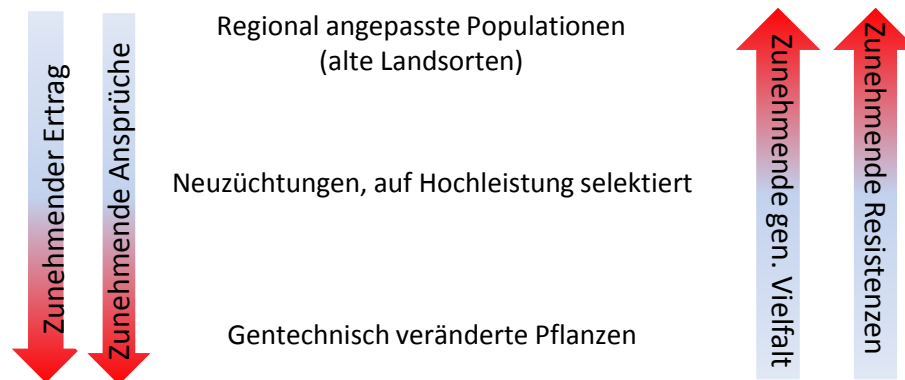 Zunehmender Ertrag
Zunehmende Ansprüche
Regional angepasste Populationen
(alte Landsorten)
Neuzüchtungen, auf Hochleistung selektiert
Gentechnisch veränderte Pflanzen
Zunehmende gen. Vielfalt
Zunehmende Resistenzen